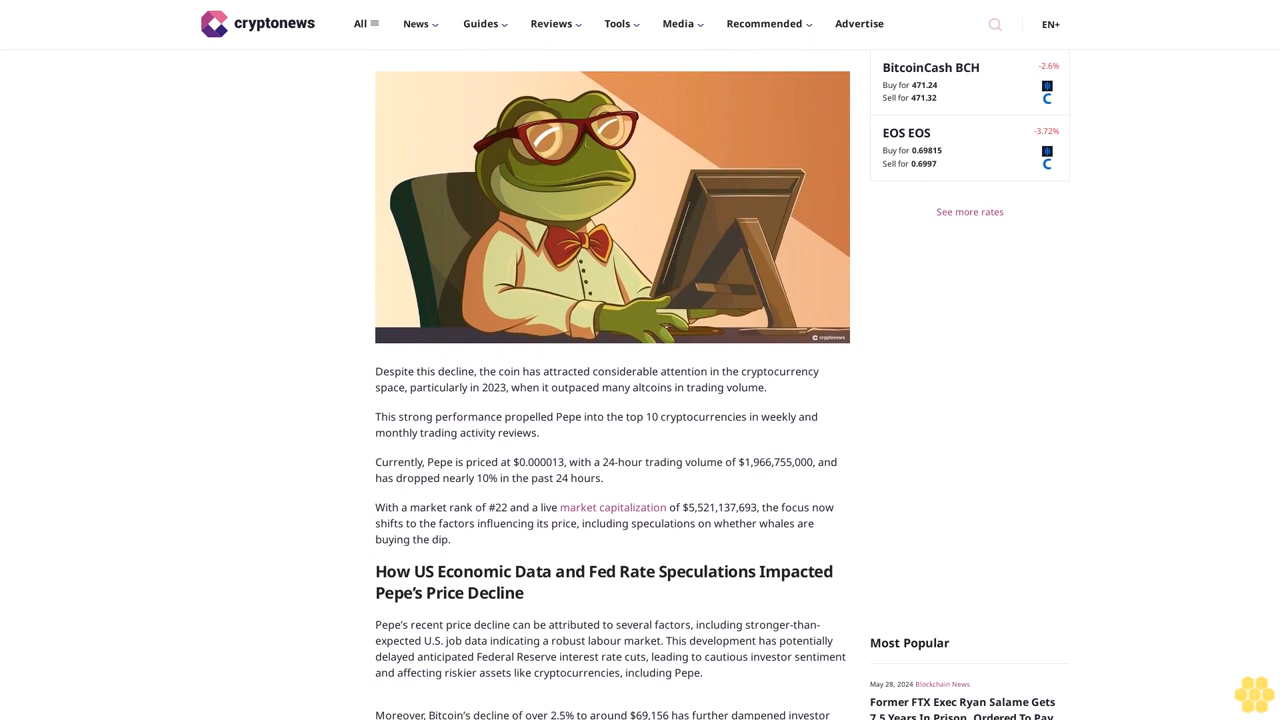 cryptonews
All
News
Guides
Reviews
Tools
Media
Recommended
Advertise
EN+
cryptonews
Despite this decline, the coin has attracted considerable attention in the cryptocurrency
space, particularly in 2023, when it outpaced many altcoins in trading volume.
This strong performance propelled Pepe into the top 10 cryptocurrencies in weekly and
monthly trading activity reviews.
Currently, Pepe is priced at $0.000013, with a 24-hour trading volume of $1,966,755,000, and
has dropped nearly 10% in the past 24 hours.
With a market rank of #22 and a live market capitalization of $5,521,137,693, the focus now
shifts to the factors influencing its price, including speculations on whether whales are
buying the dip.
How US Economic Data and Fed Rate Speculations Impacted
Pepe’s Price Decline
Pepe’s recent price decline can be attributed to several factors, including stronger-than-
expected U.S. job data indicating a robust labour market. This development has potentially
delayed anticipated Federal Reserve interest rate cuts, leading to cautious investor sentiment
and affecting riskier assets like cryptocurrencies, including Pepe.
Moreover, Bitcoin’s decline of over 2.5% to around $69,156 has further dampened investor
BitcoinCash BCH
-2.6%
Buy for 471.24
Sell for 471.32
EOS EOS
-3.72%
Buy for 0.69815
Sell for 0.6997
See more rates
Most Popular
May 28, 2024 Blockchain News
Former FTX Exec Ryan Salame Gets
7.5 Years In Prison, Ordered To Pay